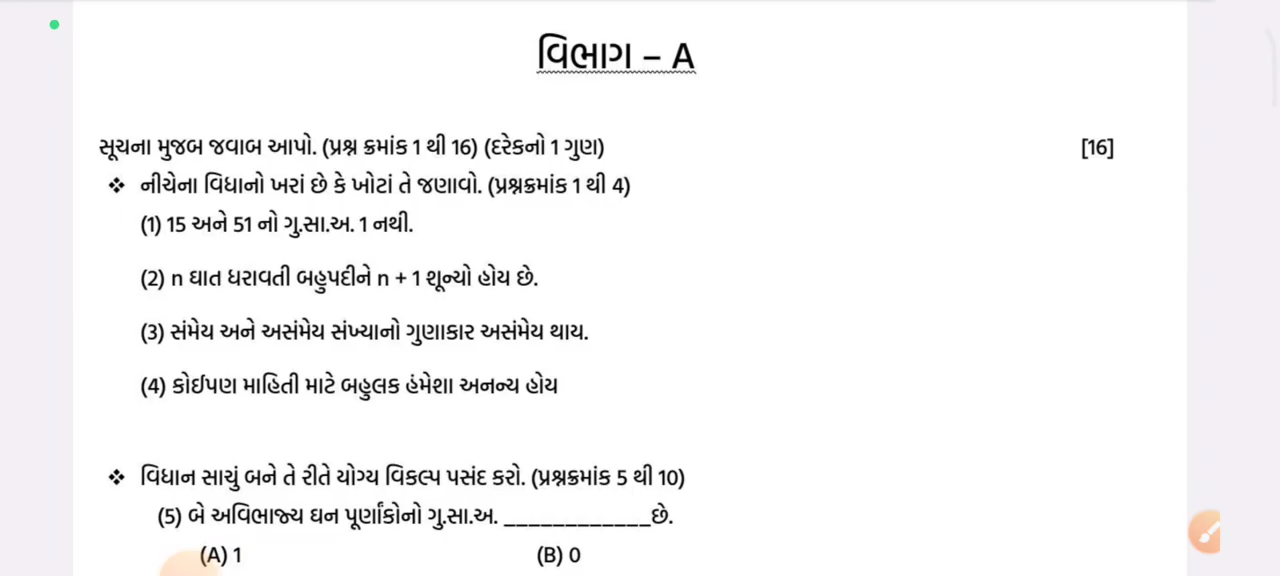 વિભાગ – A
સૂચના મુજબ જવાબ આપો. (પ્રશ્ન ક્રમાંક 1 થી 16) (દરેકનો 1 ગુણ) [16]
❖ નીચેના વિધાનો ખરાં છે કે ખોટાં તે જણાવો. (પ્રશ્નક્રમાંક 1 થી 4)
(1) 15 અને 51 નો ગુ.સા.અ. 1 નથી.
(2) n ઘાત ધરાવતી બહુપદીને n + 1 શૂન્યો હોય છે.
(3) સંમેય અને અસંમેય સંખ્યાનો ગુણાકાર અસંમેય થાય.
(4) કોઈપણ માહિતી માટે બહુલક હંમેશા અનન્ય હોય
❖ વિધાન સાચું બને તે રીતે યોગ્ય વિકલ્પ પસંદ કરો. (પ્રશ્નક્રમાંક 5 થી 10)
(5) બે અવિભાજ્ય ઘન પૂર્ણાંકોનો ગુ.સા.અ. ____________છે.
(A) 1 (B) 0